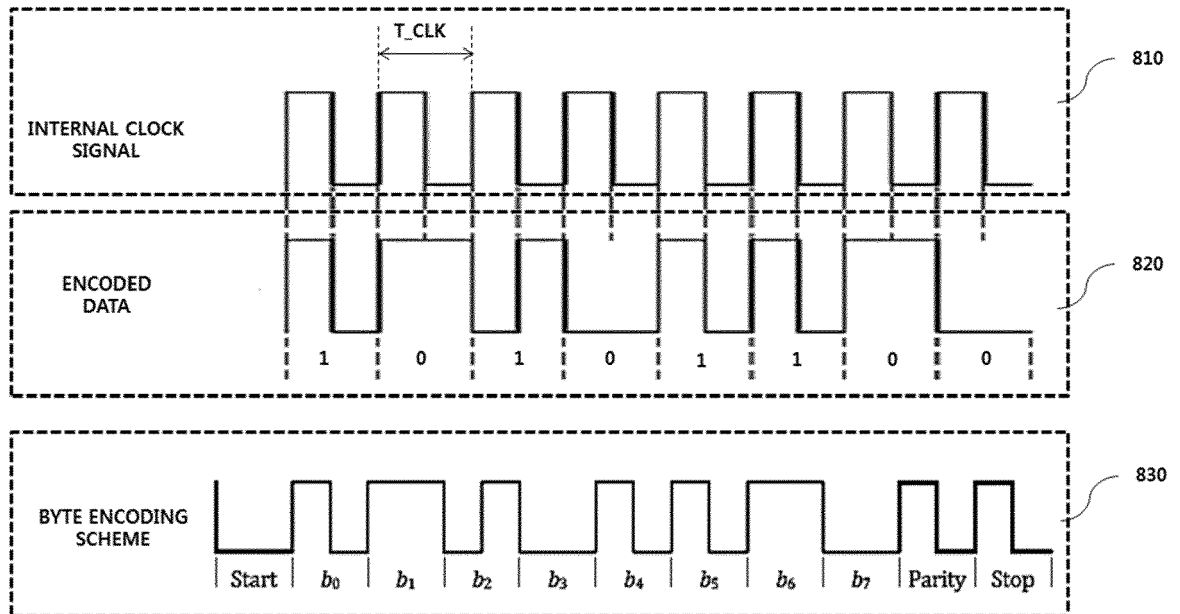 T_CLK
810
INTERNAL CLOCK
SIGNAL
820
ENCODED
DATA
1 0 1 0 1 1 0 0
830
BYTE ENCODING
SCHEME
Start b₀ b₁ b₂ b₃ b₄ b₅ b₆ b₇ Parity Stop